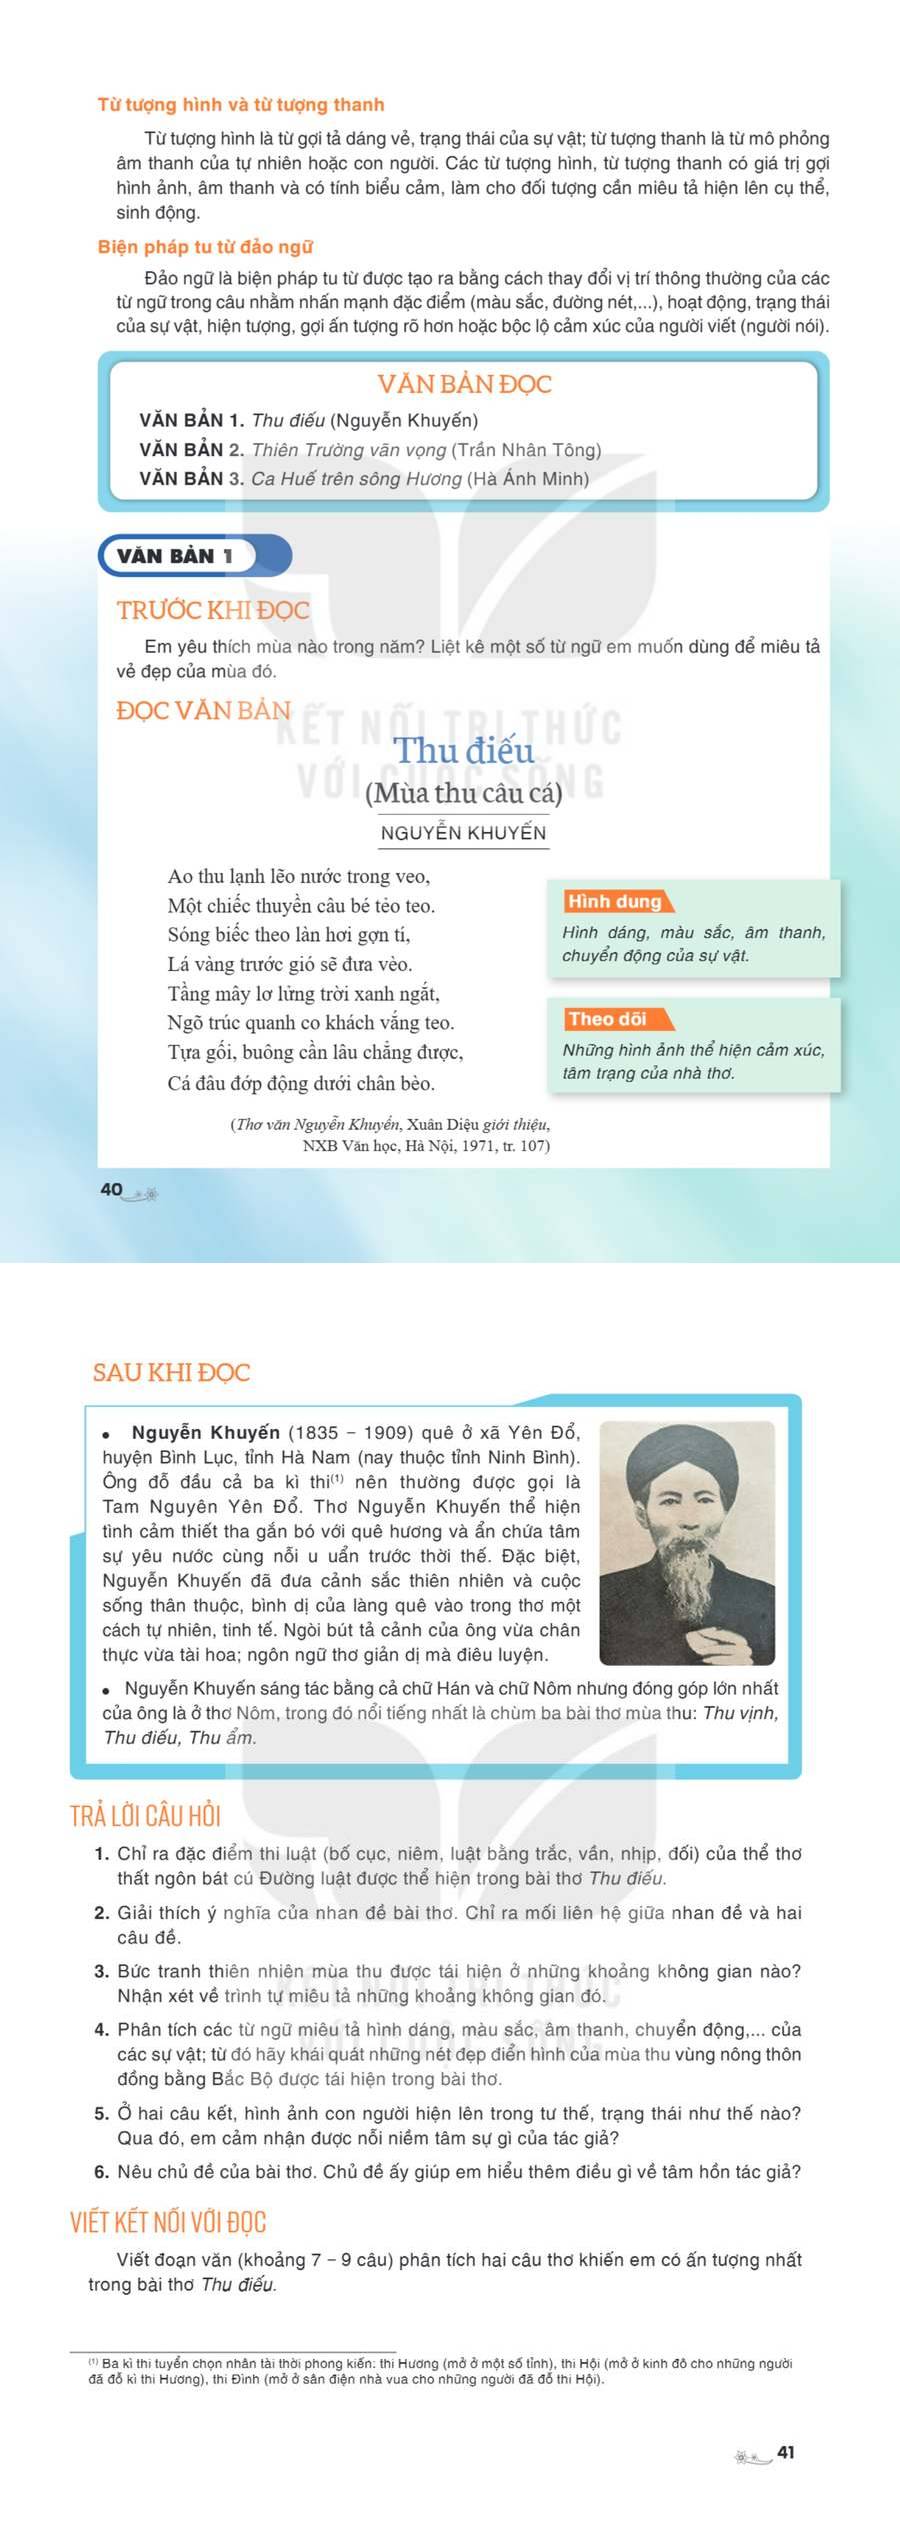 Từ tượng hình và từ tượng thanh
Từ tượng hình là từ gợi tả dáng vẻ, trạng thái của sự vật; từ tượng thanh là từ mô phỏng
âm thanh của tự nhiên hoặc con người. Các từ tượng hình, từ tượng thanh có giá trị gợi
hình ảnh, âm thanh và có tính biểu cảm, làm cho đối tượng cần miêu tả hiện lên cụ thể,
sinh động.
Biện pháp tu từ đảo ngữ
Đảo ngữ là biện pháp tu từ được tạo ra bằng cách thay đổi vị trí thông thường của các
từ ngữ trong câu nhằm nhấn mạnh đặc điểm (màu sắc, đường nét,...), hoạt động, trạng thái
của sự vật, hiện tượng, gợi ấn tượng rõ hơn hoặc bộc lộ cảm xúc của người viết (người nói).
VĂN BẢN ĐỌC
VĂN BẢN 1. Thu điếu (Nguyễn Khuyến)
VĂN BẢN 2. Thiên Trường vãn vọng (Trần Nhân Tông)
VĂN BẢN 3. Ca Huế trên sông Hương (Hà Ánh Minh)
VĂN BẢN 1
TRƯỚC KHI ĐỌC
Em yêu thích mùa nào trong năm? Liệt kê một số từ ngữ em muốn dùng để miêu tả
vẻ đẹp của mùa đó.
ĐỌC VĂN BẢN
KẾT NỐI TRI THỨC
VỚI CUỘC SỐNG
Thu điếu
(Mùa thu câu cá)
NGUYỄN KHUYẾN
Ao thu lạnh lẽo nước trong veo,
Một chiếc thuyền câu bé tẻo teo.
Sóng biếc theo làn hơi gợn tí,
Lá vàng trước gió sẽ đưa vèo.
Tầng mây lơ lửng trời xanh ngắt,
Ngõ trúc quanh co khách vắng teo.
Tựa gối, buông cần lâu chẳng được,
Cá đâu đớp động dưới chân bèo.
Hình dung
Hình dáng, màu sắc, âm thanh,
chuyển động của sự vật.
Theo dõi
Những hình ảnh thể hiện cảm xúc,
tâm trạng của nhà thơ.
(Thơ văn Nguyễn Khuyến, Xuân Diệu giới thiệu,
NXB Văn học, Hà Nội, 1971, tr. 107)
40
SAU KHI ĐỌC
• Nguyễn Khuyến (1835 – 1909) quê ở xã Yên Đổ,
huyện Bình Lục, tỉnh Hà Nam (nay thuộc tỉnh Ninh Bình).
Ông đỗ đầu cả ba kì thi(1) nên thường được gọi là
Tam Nguyên Yên Đổ. Thơ Nguyễn Khuyến thể hiện
tình cảm thiết tha gắn bó với quê hương và ẩn chứa tâm
sự yêu nước cùng nỗi u uẩn trước thời thế. Đặc biệt,
Nguyễn Khuyến đã đưa cảnh sắc thiên nhiên và cuộc
sống thân thuộc, bình dị của làng quê vào trong thơ một
cách tự nhiên, tinh tế. Ngòi bút tả cảnh của ông vừa chân
thực vừa tài hoa; ngôn ngữ thơ giản dị mà điêu luyện.
• Nguyễn Khuyến sáng tác bằng cả chữ Hán và chữ Nôm nhưng đóng góp lớn nhất
của ông là ở thơ Nôm, trong đó nổi tiếng nhất là chùm ba bài thơ mùa thu: Thu vịnh,
Thu điếu, Thu ẩm.
TRẢ LỜI CÂU HỎI
1. Chỉ ra đặc điểm thi luật (bố cục, niêm, luật bằng trắc, vần, nhịp, đối) của thể thơ
thất ngôn bát cú Đường luật được thể hiện trong bài thơ Thu điếu.
2. Giải thích ý nghĩa của nhan đề bài thơ. Chỉ ra mối liên hệ giữa nhan đề và hai
câu đề.
3. Bức tranh thiên nhiên mùa thu được tái hiện ở những khoảng không gian nào?
Nhận xét về trình tự miêu tả những khoảng không gian đó.
KẾT NỐI TRI THỨC
VỚI CUỘC SỐNG
4. Phân tích các từ ngữ miêu tả hình dáng, màu sắc, âm thanh, chuyển động,... của
các sự vật; từ đó hãy khái quát những nét đẹp điển hình của mùa thu vùng nông thôn
đồng bằng Bắc Bộ được tái hiện trong bài thơ.
5. Ở hai câu kết, hình ảnh con người hiện lên trong tư thế, trạng thái như thế nào?
Qua đó, em cảm nhận được nỗi niềm tâm sự gì của tác giả?
6. Nêu chủ đề của bài thơ. Chủ đề ấy giúp em hiểu thêm điều gì về tâm hồn tác giả?
VIẾT KẾT NỐI VỚI ĐỌC
Viết đoạn văn (khoảng 7 – 9 câu) phân tích hai câu thơ khiến em có ấn tượng nhất
trong bài thơ Thu điếu.
(1) Ba kì thi tuyển chọn nhân tài thời phong kiến: thi Hương (mở ở một số tỉnh), thi Hội (mở ở kinh đô cho những người
đã đỗ kì thi Hương), thi Đình (mở ở sân điện nhà vua cho những người đã đỗ thi Hội).
41